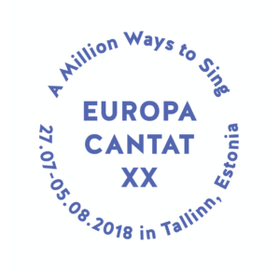 A Million Ways to Sing
EUROPA
CANTAT
XX
27.07-05.08.2018 in Tallinn, Estonia